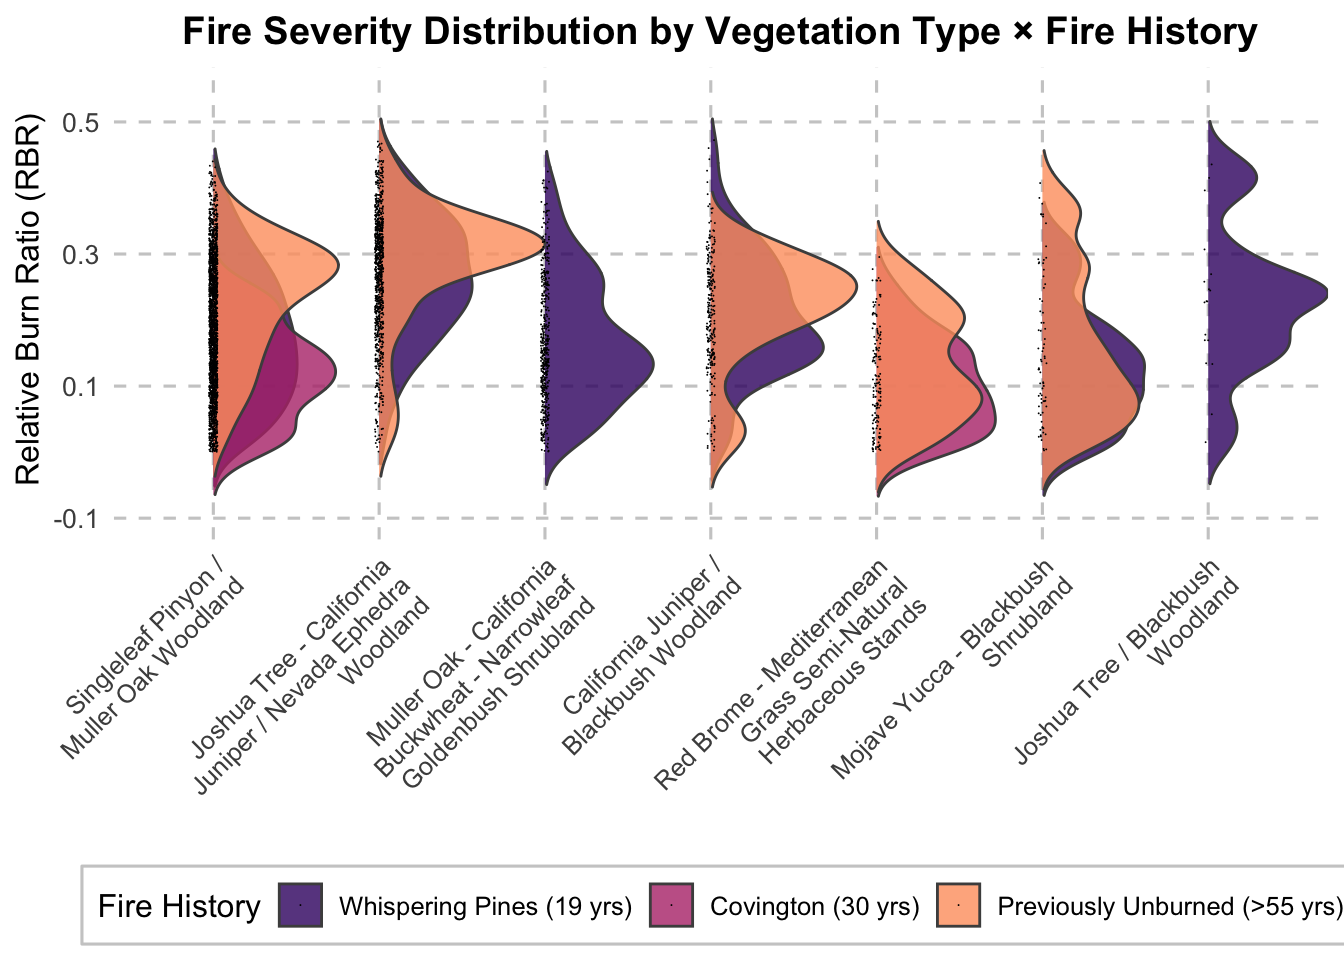 Fire Severity Distribution by Vegetation Type × Fire History
Relative Burn Ratio (RBR)
0.5
0.3
0.1
-0.1
Singleleaf Pinyon /
Muller Oak Woodland
Joshua Tree - California
Juniper / Nevada Ephedra
Woodland
Muller Oak - California
Buckwheat - Narrowleaf
Goldenbush Shrubland
California Juniper /
Blackbush Woodland
Red Brome - Mediterranean
Grass Semi-Natural
Herbaceous Stands
Mojave Yucca - Blackbush
Shrubland
Joshua Tree / Blackbush
Woodland
Fire History
Whispering Pines (19 yrs)
Covington (30 yrs)
Previously Unburned (>55 yrs)